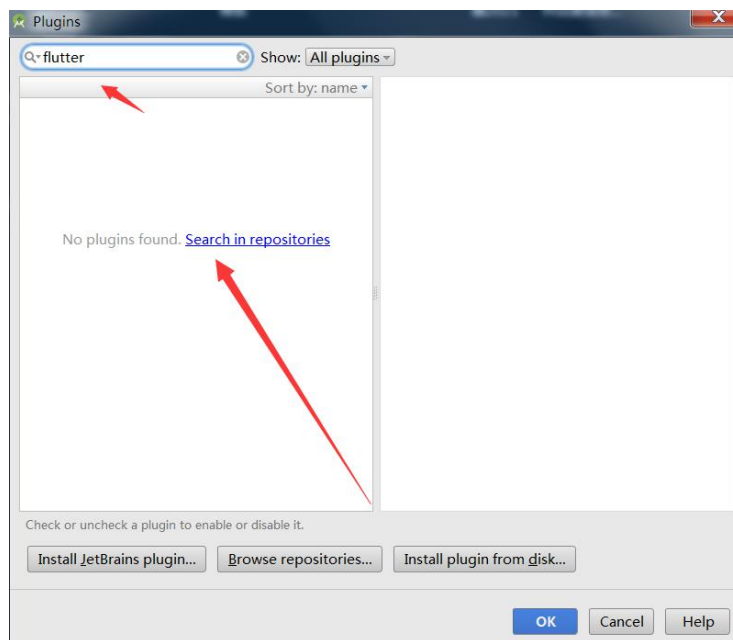 Plugins
flutter Show: All plugins
Sort by: name
No plugins found. Search in repositories
Check or uncheck a plugin to enable or disable it.
Install JetBrains plugin... Browse repositories... Install plugin from disk...
OK Cancel Help